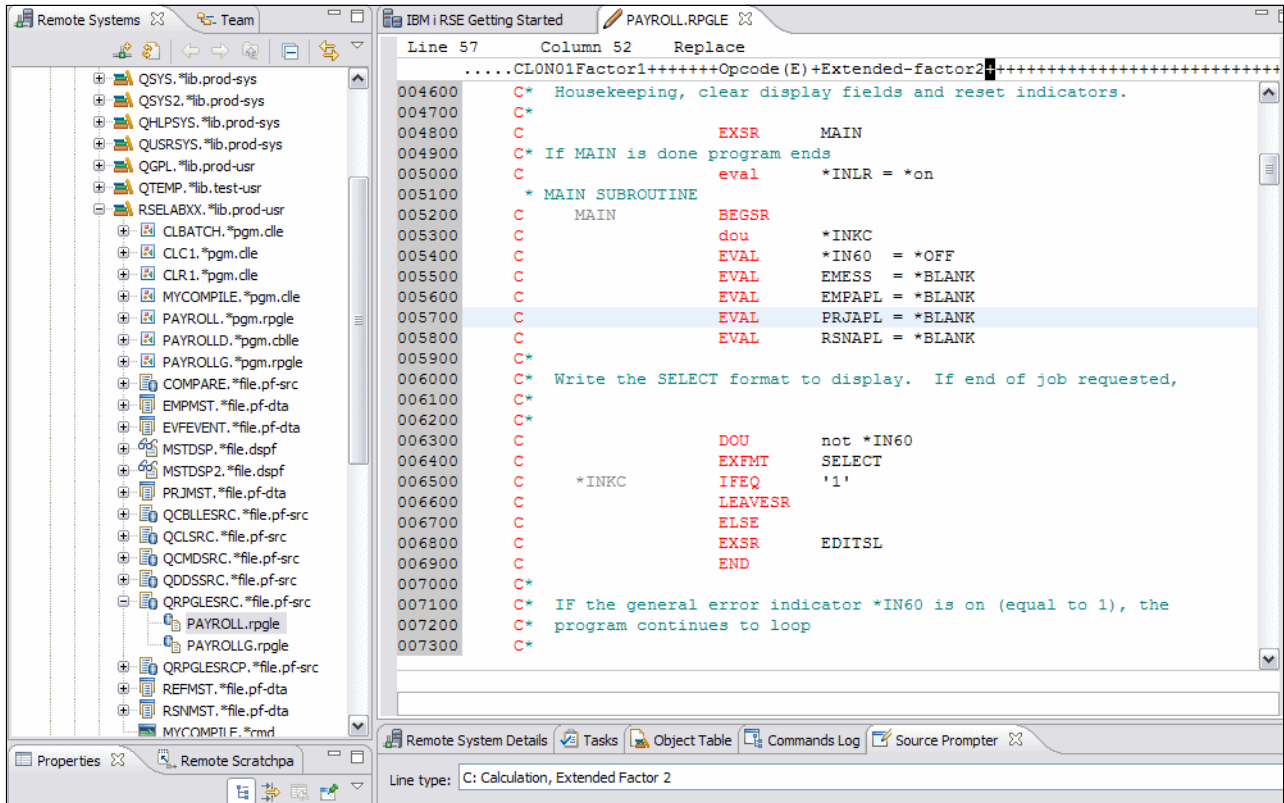 Remote Systems Team
QSYS.*lib.prod-sys
QSYS2.*lib.prod-sys
QHLPSYS.*lib.prod-sys
QUSRSYS.*lib.prod-sys
QGPL.*lib.prod-usr
QTEMP.*lib.test-usr
RSELABXX.*lib.prod-usr
CLBATCH.*pgm.clle
CLC1.*pgm.clle
CLR1.*pgm.clle
MYCOMPILE.*pgm.clle
PAYROLL.*pgm.rpgle
PAYROLLD.*pgm.cblle
PAYROLLG.*pgm.rpgle
COMPARE.*file.pf-src
EMPMST.*file.pf-dta
EVFEVENT.*file.pf-dta
MSTDSP.*file.dspf
MSTDSP2.*file.dspf
PRJMST.*file.pf-dta
QCBLLESRC.*file.pf-src
QCLSRC.*file.pf-src
QCMDSRC.*file.pf-src
QDDSSRC.*file.pf-src
QRPGLESRC.*file.pf-src
PAYROLL.rpgle
PAYROLLG.rpgle
QRPGLESRCP.*file.pf-src
REFMST.*file.pf-dta
RSNMST.*file.pf-dta
MYCOMPILE.*cmd
Properties Remote Scratchpa
IBM i RSE Getting Started PAYROLL.RPGLE
Line 57 Column 52 Replace
.....CL0N01Factor1+++++++Opcode(E)+Extended-factor2+++++++++++++++++++++++++++++
004600 C* Housekeeping, clear display fields and reset indicators.
004700 C*
004800 C EXSR MAIN
004900 C* If MAIN is done program ends
005000 C eval *INLR = *on
005100 * MAIN SUBROUTINE
005200 C MAIN BEGSR
005300 C dou *INKC
005400 C EVAL *IN60 = *OFF
005500 C EVAL EMESS = *BLANK
005600 C EVAL EMPAPL = *BLANK
005700 C EVAL PRJAPL = *BLANK
005800 C EVAL RSNAPL = *BLANK
005900 C*
006000 C* Write the SELECT format to display. If end of job requested,
006100 C*
006200 C*
006300 C DOU not *IN60
006400 C EXFMT SELECT
006500 C *INKC IFEQ '1'
006600 C LEAVESR
006700 C ELSE
006800 C EXSR EDITSL
006900 C END
007000 C*
007100 C* IF the general error indicator *IN60 is on (equal to 1), the
007200 C* program continues to loop
007300 C*
Remote System Details Tasks Object Table Commands Log Source Prompter
Line type: C: Calculation, Extended Factor 2